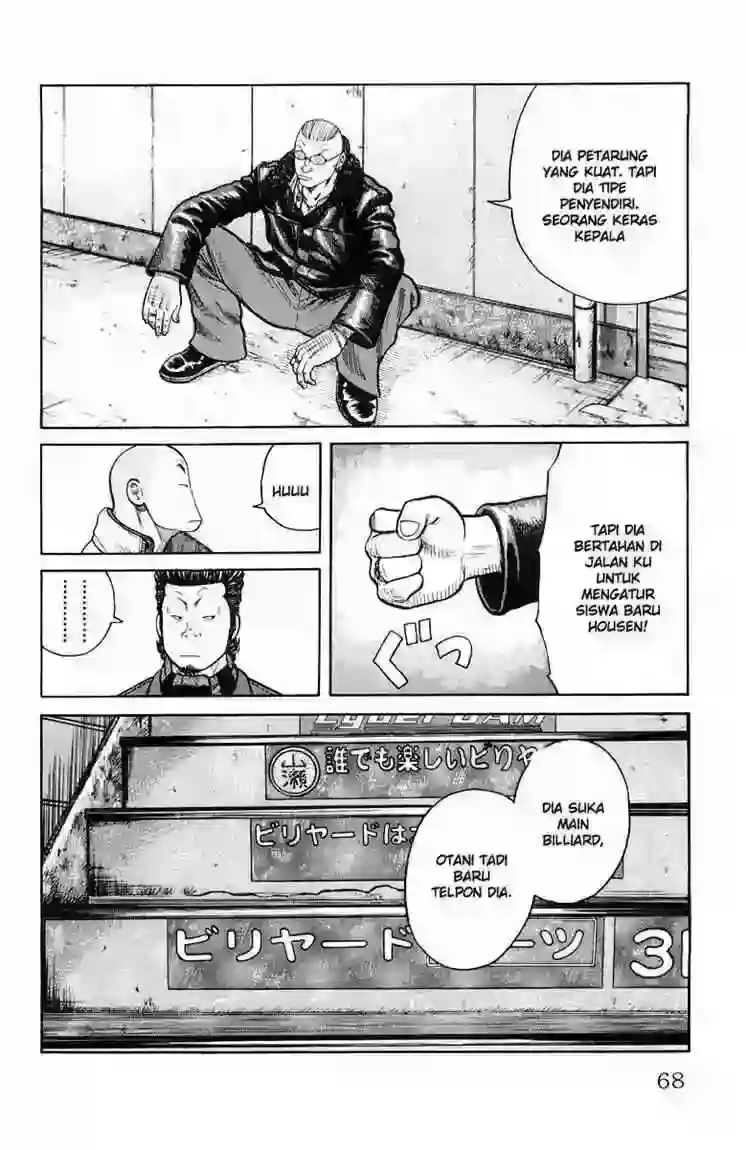 DIA PETARUNG
YANG KUAT. TAPI
DIA TIPE
PENYENDIRI.
SEORANG KERAS
KEPALA
HUUU
TAPI DIA
BERTAHAN DI
JALAN KU
UNTUK
MENGATUR
SISWA BARU
HOUSEN!
ぐっ
山瀬
誰でも楽しいビリヤ
DIA SUKA
MAIN
BILLIARD,
ビリヤードは
OTANI TADI
BARU
TELPON DIA.
ビリヤード
ーツ
68